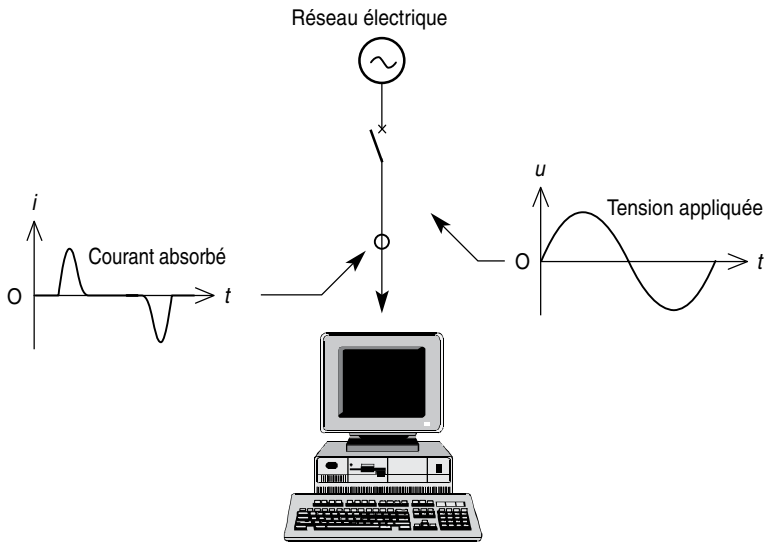 Réseau électrique
u
Tension appliquée
O
t
i
Courant absorbé
O
t